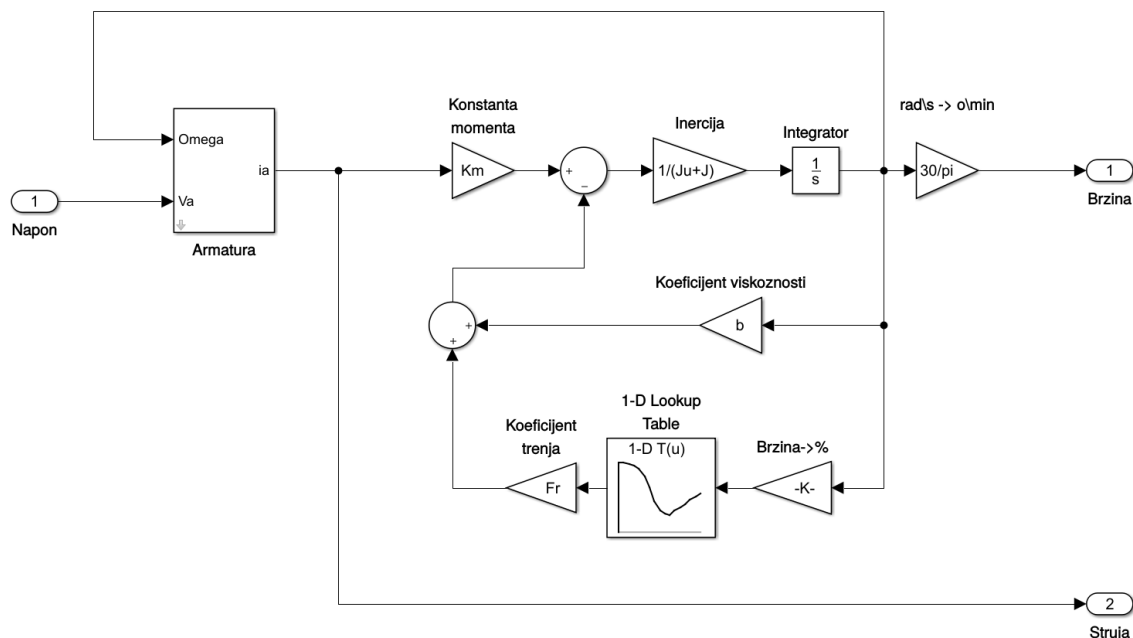 Konstanta
momenta
Inercija
Integrator
rad\s -> o\min
Omega
ia
Va
Km
+
−
1/(Ju+J)
1
s
30/pi
1
Brzina
1
Napon
Armatura
Koeficijent viskoznosti
b
+
+
1-D Lookup
Table
Koeficijent
trenja
1-D T(u)
Brzina->%
Fr
-K-
2
Struja